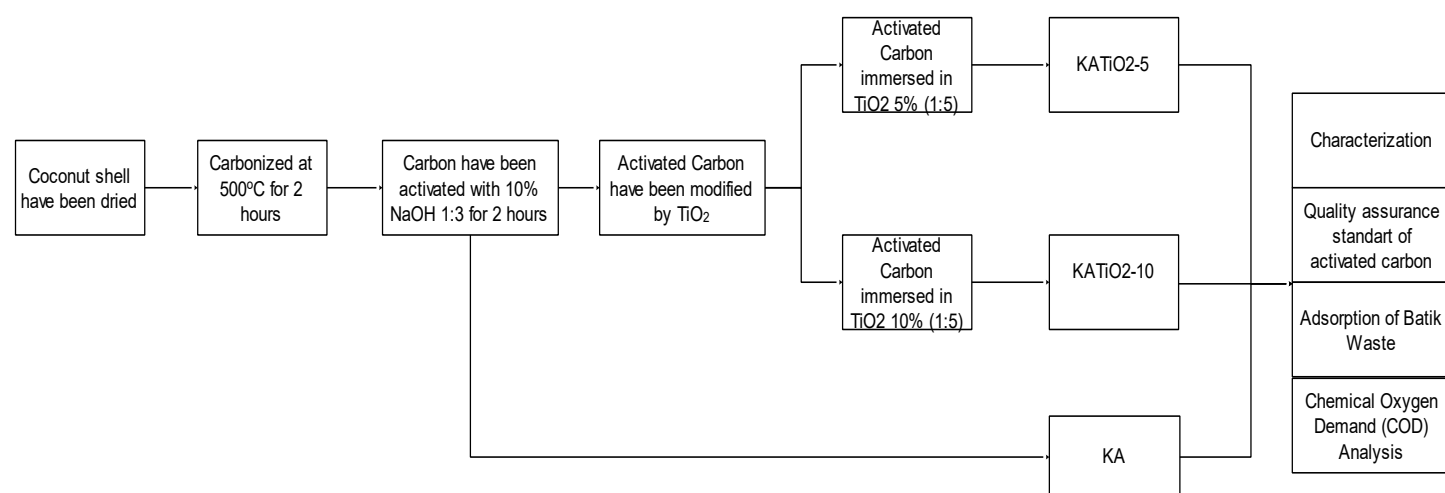 Coconut shell
have been dried
Carbonized at
500ºC for 2
hours
Carbon have been
activated with 10%
NaOH 1:3 for 2 hours
Activated Carbon
have been modified
by TiO₂
Activated
Carbon
immersed in
TiO2 5% (1:5)
KATiO2-5
Activated
Carbon
immersed in
TiO2 10% (1:5)
KATiO2-10
KA
Characterization
Quality assurance
standart of
activated carbon
Adsorption of Batik
Waste
Chemical Oxygen
Demand (COD)
Analysis